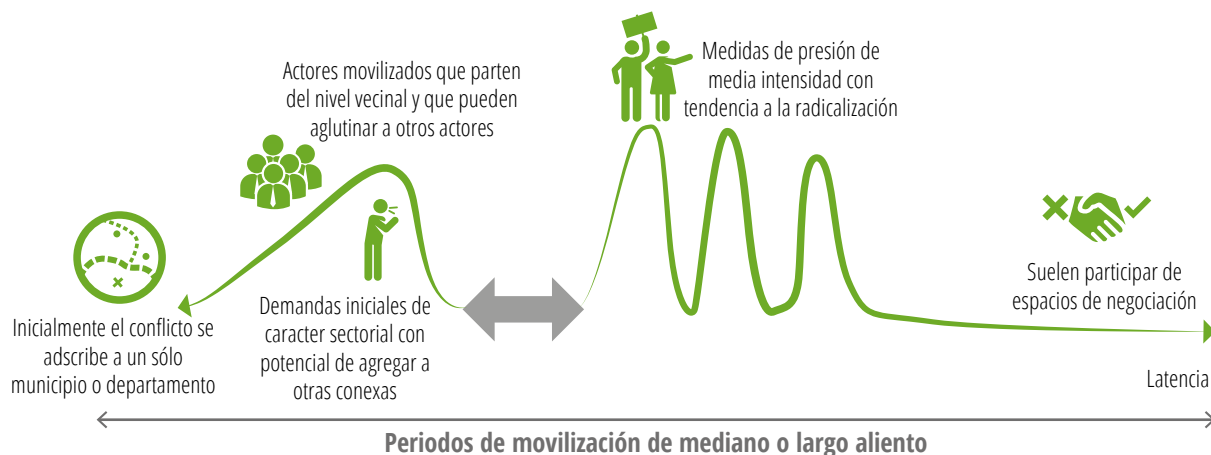 Actores movilizados que parten
del nivel vecinal y que pueden
aglutinar a otros actores
Medidas de presión de
media intensidad con
tendencia a la radicalización
Inicialmente el conflicto se
adscribe a un sólo
municipio o departamento
Demandas iniciales de
caracter sectorial con
potencial de agregar a
otras conexas
Suelen participar de
espacios de negociación
Latencia
Periodos de movilización de mediano o largo aliento